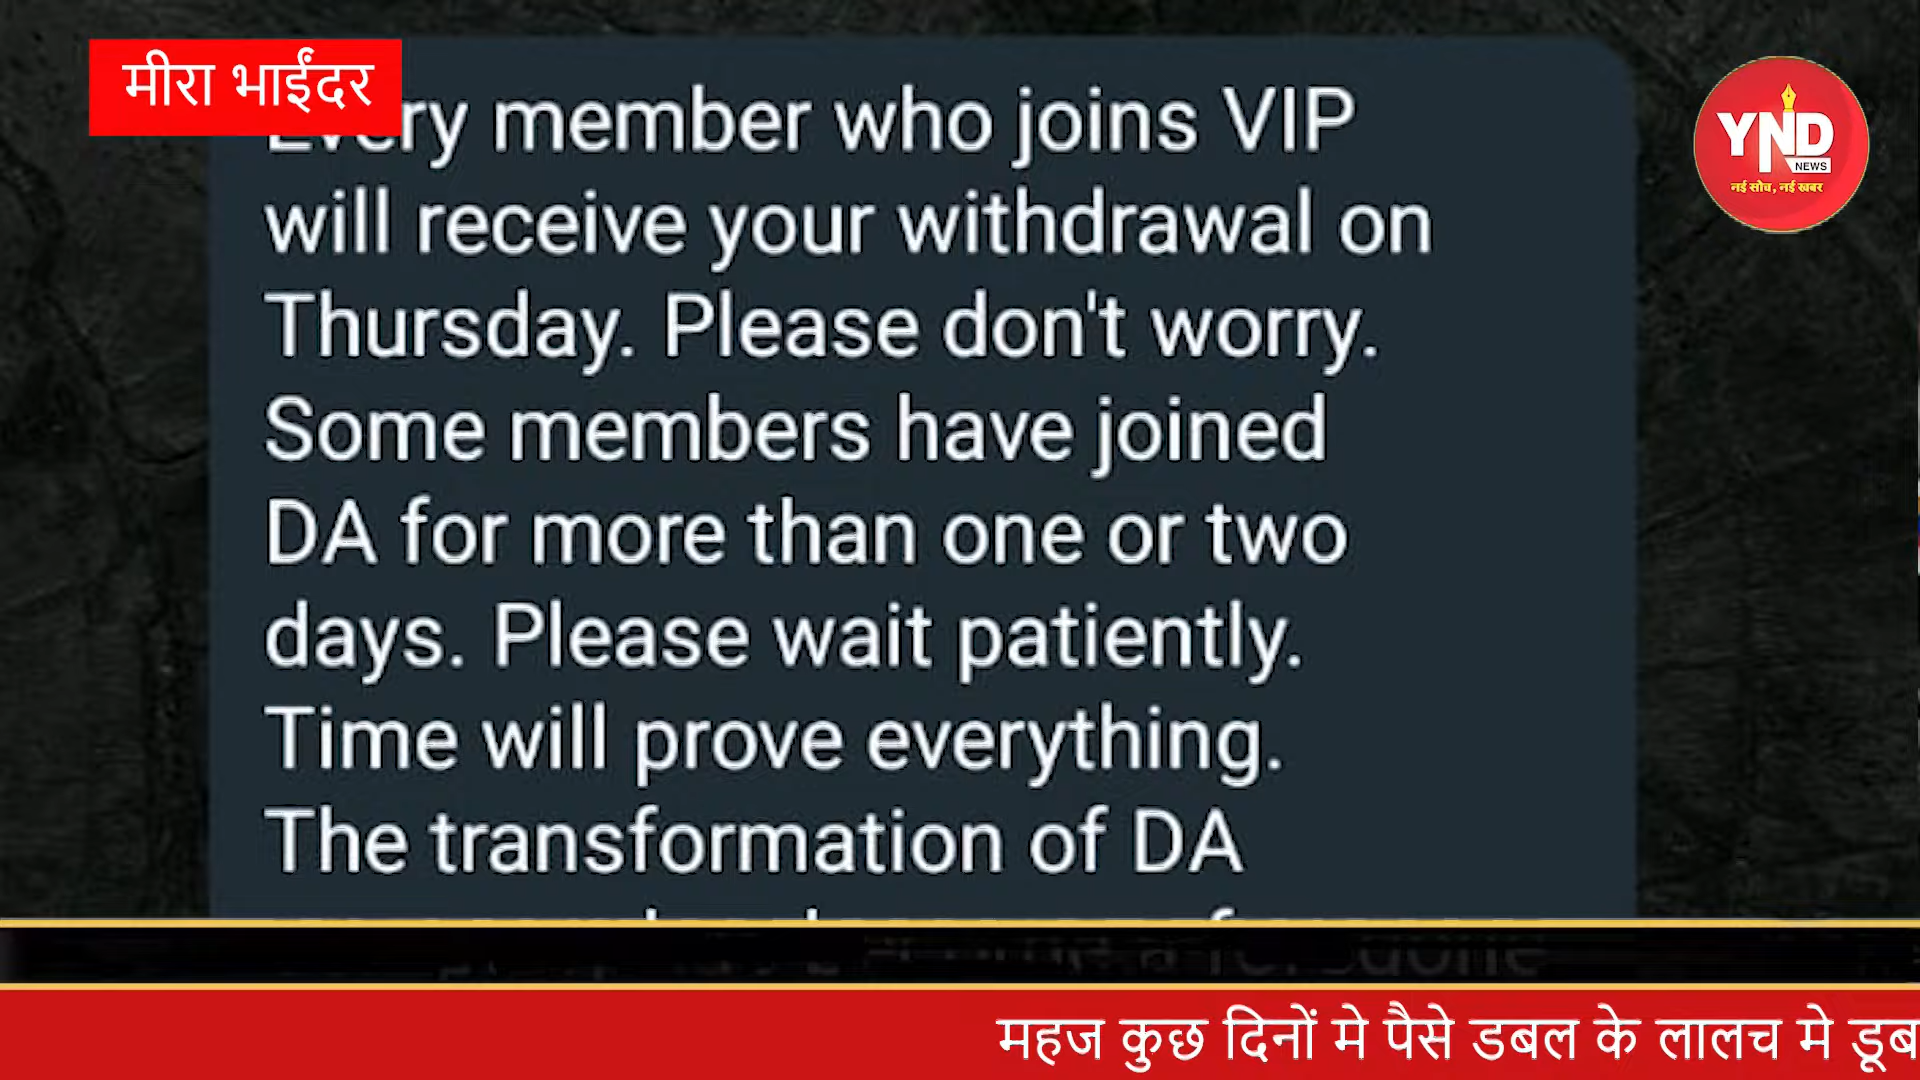 मीरा भाईंदर
Every member who joins VIP
will receive your withdrawal on
Thursday. Please don't worry.
Some members have joined
DA for more than one or two
days. Please wait patiently.
Time will prove everything.
The transformation of DA
YND
NEWS
नई सोच, नई खबर
महज कुछ दिनों मे पैसे डबल के लालच मे डूब